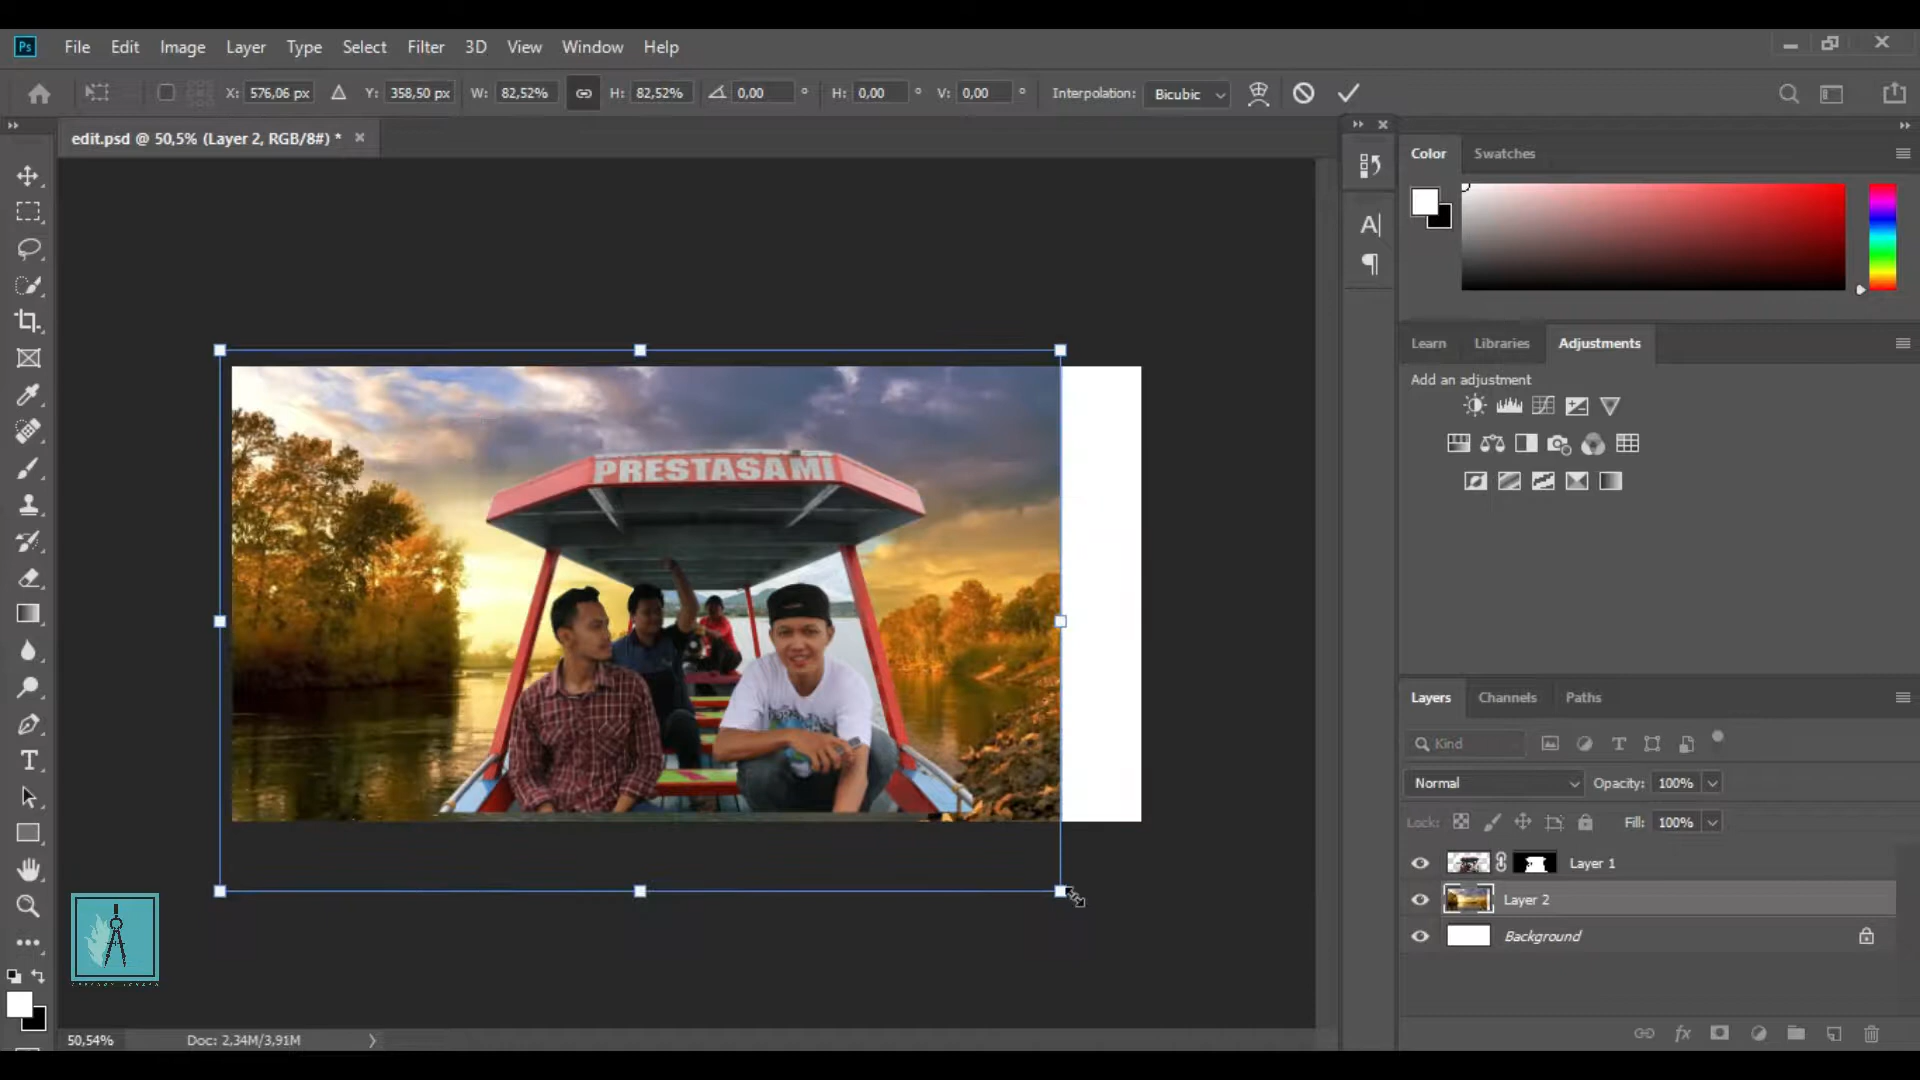 Ps File Edit Image Layer Type Select Filter 3D View Window Help
X: 576,06 px Y: 358,50 px W: 82,52% H: 82,52% 0,00 ° H: 0,00 ° V: 0,00 ° Interpolation: Bicubic
edit.psd @ 50,5% (Layer 2, RGB/8#) *
Color Swatches
Learn Libraries Adjustments
Add an adjustment
PRESTASAMI
Layers Channels Paths
Kind
Normal Opacity: 100%
Lock: Fill: 100%
Layer 1
Layer 2
Background
50,54% Doc: 2,34M/3,91M